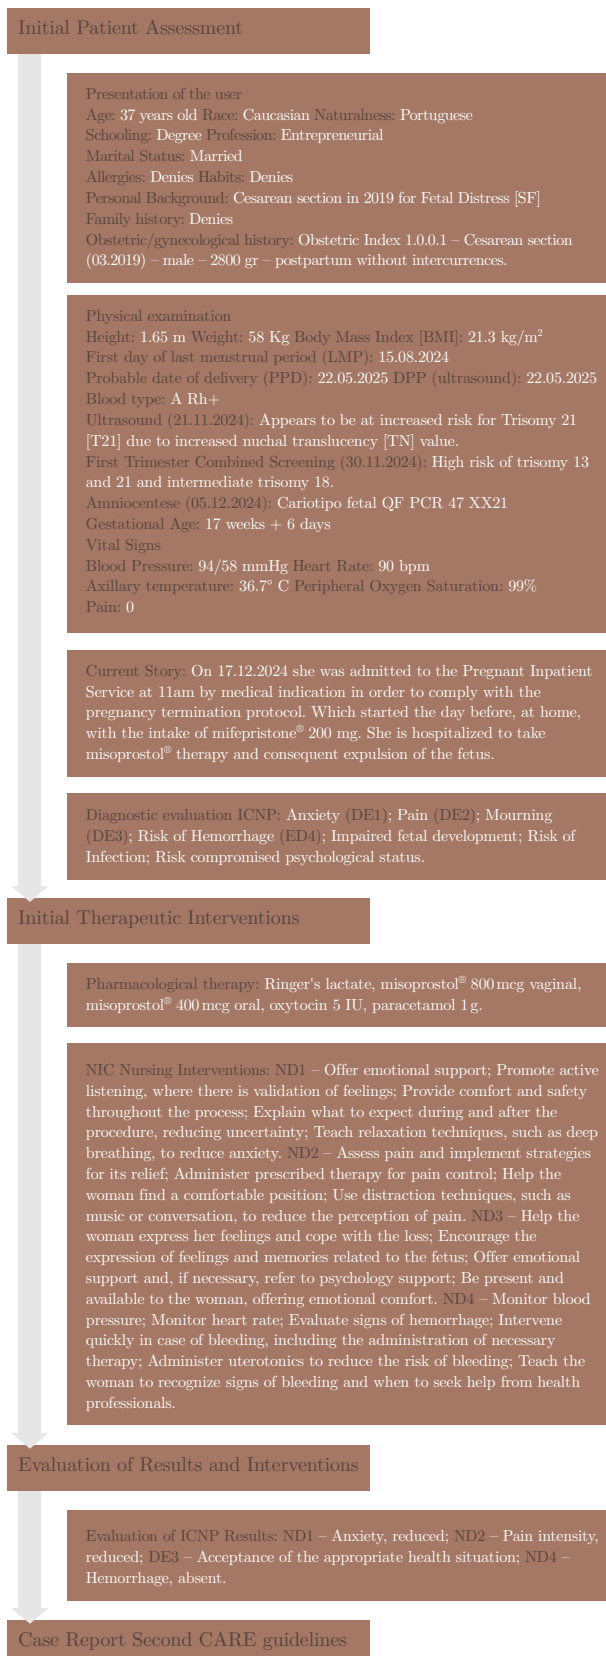 Initial Patient Assessment
Presentation of the user
Age: 37 years old Race: Caucasian Naturalness: Portuguese
Schooling: Degree Profession: Entrepreneurial
Marital Status: Married
Allergies: Denies Habits: Denies
Personal Background: Cesarean section in 2019 for Fetal Distress [SF]
Family history: Denies
Obstetric/gynecological history: Obstetric Index 1.0.0.1 – Cesarean section
(03.2019) – male – 2800 gr – postpartum without intercurrences.
Physical examination
Height: 1.65 m Weight: 58 Kg Body Mass Index [BMI]: 21.3 kg/m²
First day of last menstrual period (LMP): 15.08.2024
Probable date of delivery (PPD): 22.05.2025 DPP (ultrasound): 22.05.2025
Blood type: A Rh+
Ultrasound (21.11.2024): Appears to be at increased risk for Trisomy 21
[T21] due to increased nuchal translucency [TN] value.
First Trimester Combined Screening (30.11.2024): High risk of trisomy 13
and 21 and intermediate trisomy 18.
Amniocentese (05.12.2024): Cariotipo fetal QF PCR 47 XX21
Gestational Age: 17 weeks + 6 days
Vital Signs
Blood Pressure: 94/58 mmHg Heart Rate: 90 bpm
Axillary temperature: 36.7° C Peripheral Oxygen Saturation: 99%
Pain: 0
Current Story: On 17.12.2024 she was admitted to the Pregnant Inpatient
Service at 11am by medical indication in order to comply with the
pregnancy termination protocol. Which started the day before, at home,
with the intake of mifepristone® 200 mg. She is hospitalized to take
misoprostol® therapy and consequent expulsion of the fetus.
Diagnostic evaluation ICNP: Anxiety (DE1); Pain (DE2); Mourning
(DE3); Risk of Hemorrhage (ED4); Impaired fetal development; Risk of
Infection; Risk compromised psychological status.
Initial Therapeutic Interventions
Pharmacological therapy: Ringer's lactate, misoprostol® 800 mcg vaginal,
misoprostol® 400 mcg oral, oxytocin 5 IU, paracetamol 1 g.
NIC Nursing Interventions: ND1 – Offer emotional support; Promote active
listening, where there is validation of feelings; Provide comfort and safety
throughout the process; Explain what to expect during and after the
procedure, reducing uncertainty; Teach relaxation techniques, such as deep
breathing, to reduce anxiety. ND2 – Assess pain and implement strategies
for its relief; Administer prescribed therapy for pain control; Help the
woman find a comfortable position; Use distraction techniques, such as
music or conversation, to reduce the perception of pain. ND3 – Help the
woman express her feelings and cope with the loss; Encourage the
expression of feelings and memories related to the fetus; Offer emotional
support and, if necessary, refer to psychology support; Be present and
available to the woman, offering emotional comfort. ND4 – Monitor blood
pressure; Monitor heart rate; Evaluate signs of hemorrhage; Intervene
quickly in case of bleeding, including the administration of necessary
therapy; Administer uterotonics to reduce the risk of bleeding; Teach the
woman to recognize signs of bleeding and when to seek help from health
professionals.
Evaluation of Results and Interventions
Evaluation of ICNP Results: ND1 – Anxiety, reduced; ND2 – Pain intensity,
reduced; DE3 – Acceptance of the appropriate health situation; ND4 –
Hemorrhage, absent.
Case Report Second CARE guidelines